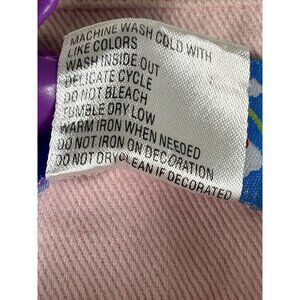 MACHINE WASH COLD WITH
LIKE COLORS
WASH INSIDE OUT
DELICATE CYCLE
DO NOT BLEACH
TUMBLE DRY LOW
WARM IRON WHEN NEEDED
DO NOT IRON ON DECORATION
DO NOT DRYCLEAN IF DECORATED